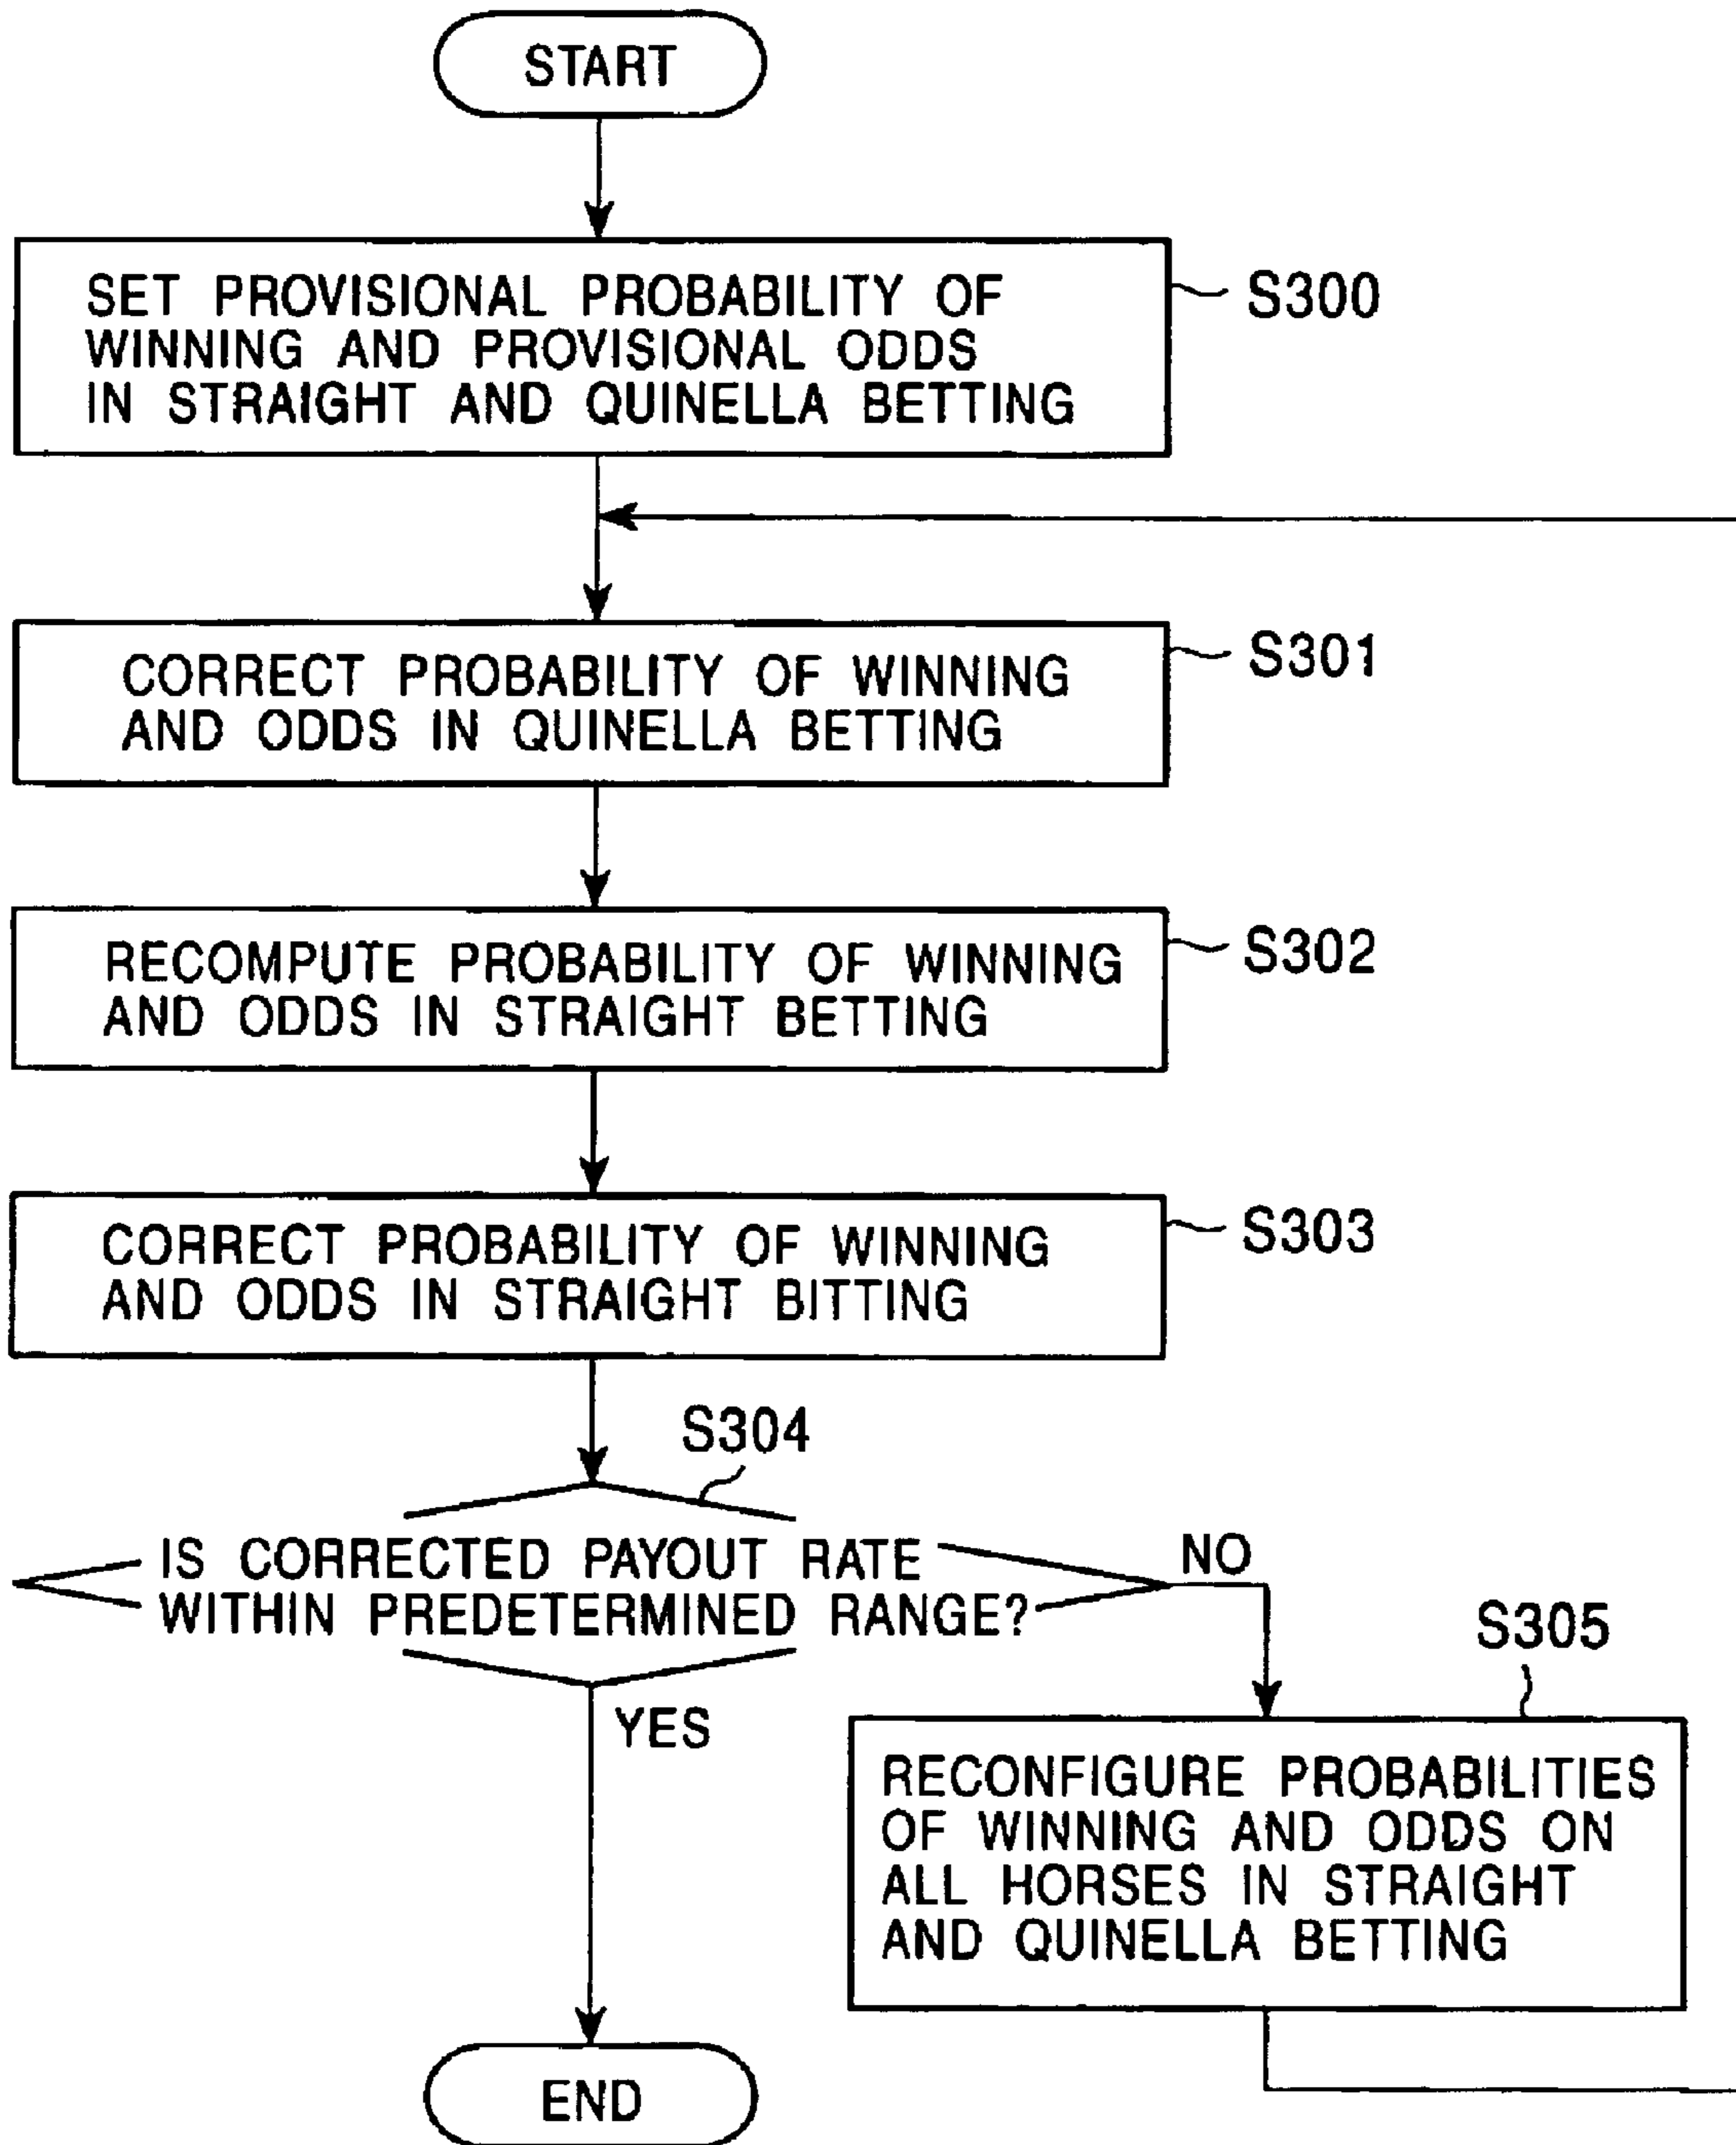 START
SET PROVISIONAL PROBABILITY OF
WINNING AND PROVISIONAL ODDS
IN STRAIGHT AND QUINELLA BETTING
S300
CORRECT PROBABILITY OF WINNING
AND ODDS IN QUINELLA BETTING
S301
RECOMPUTE PROBABILITY OF WINNING
AND ODDS IN STRAIGHT BETTING
S302
CORRECT PROBABILITY OF WINNING
AND ODDS IN STRAIGHT BITTING
S303
S304
IS CORRECTED PAYOUT RATE
WITHIN PREDETERMINED RANGE?
NO
YES
S305
RECONFIGURE PROBABILITIES
OF WINNING AND ODDS ON
ALL HORSES IN STRAIGHT
AND QUINELLA BETTING
END